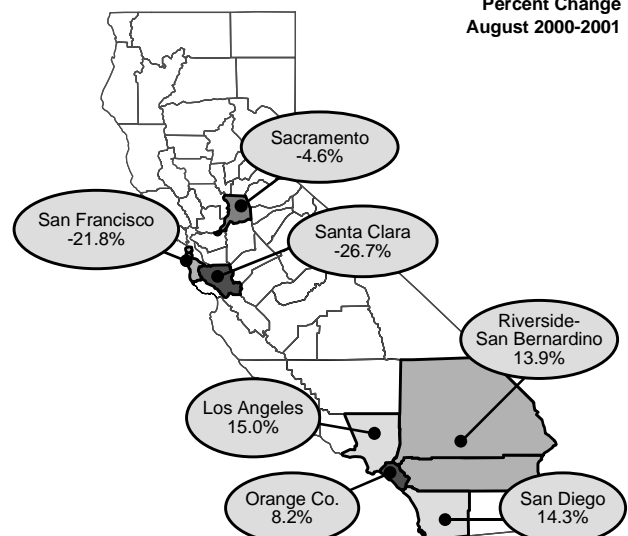 Percent Change
August 2000-2001
Sacramento
-4.6%
San Francisco
-21.8%
Santa Clara
-26.7%
Riverside-
San Bernardino
13.9%
Los Angeles
15.0%
Orange Co.
8.2%
San Diego
14.3%